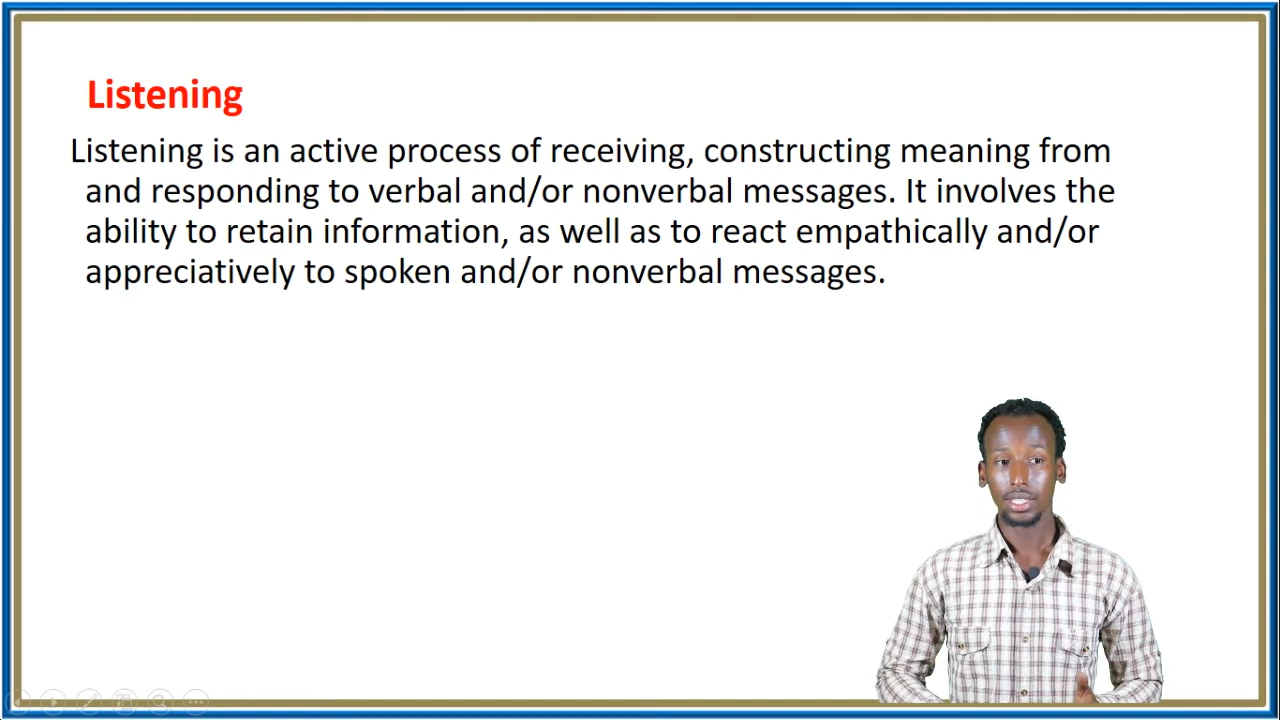 Listening
Listening is an active process of receiving, constructing meaning from
and responding to verbal and/or nonverbal messages. It involves the
ability to retain information, as well as to react empathically and/or
appreciatively to spoken and/or nonverbal messages.